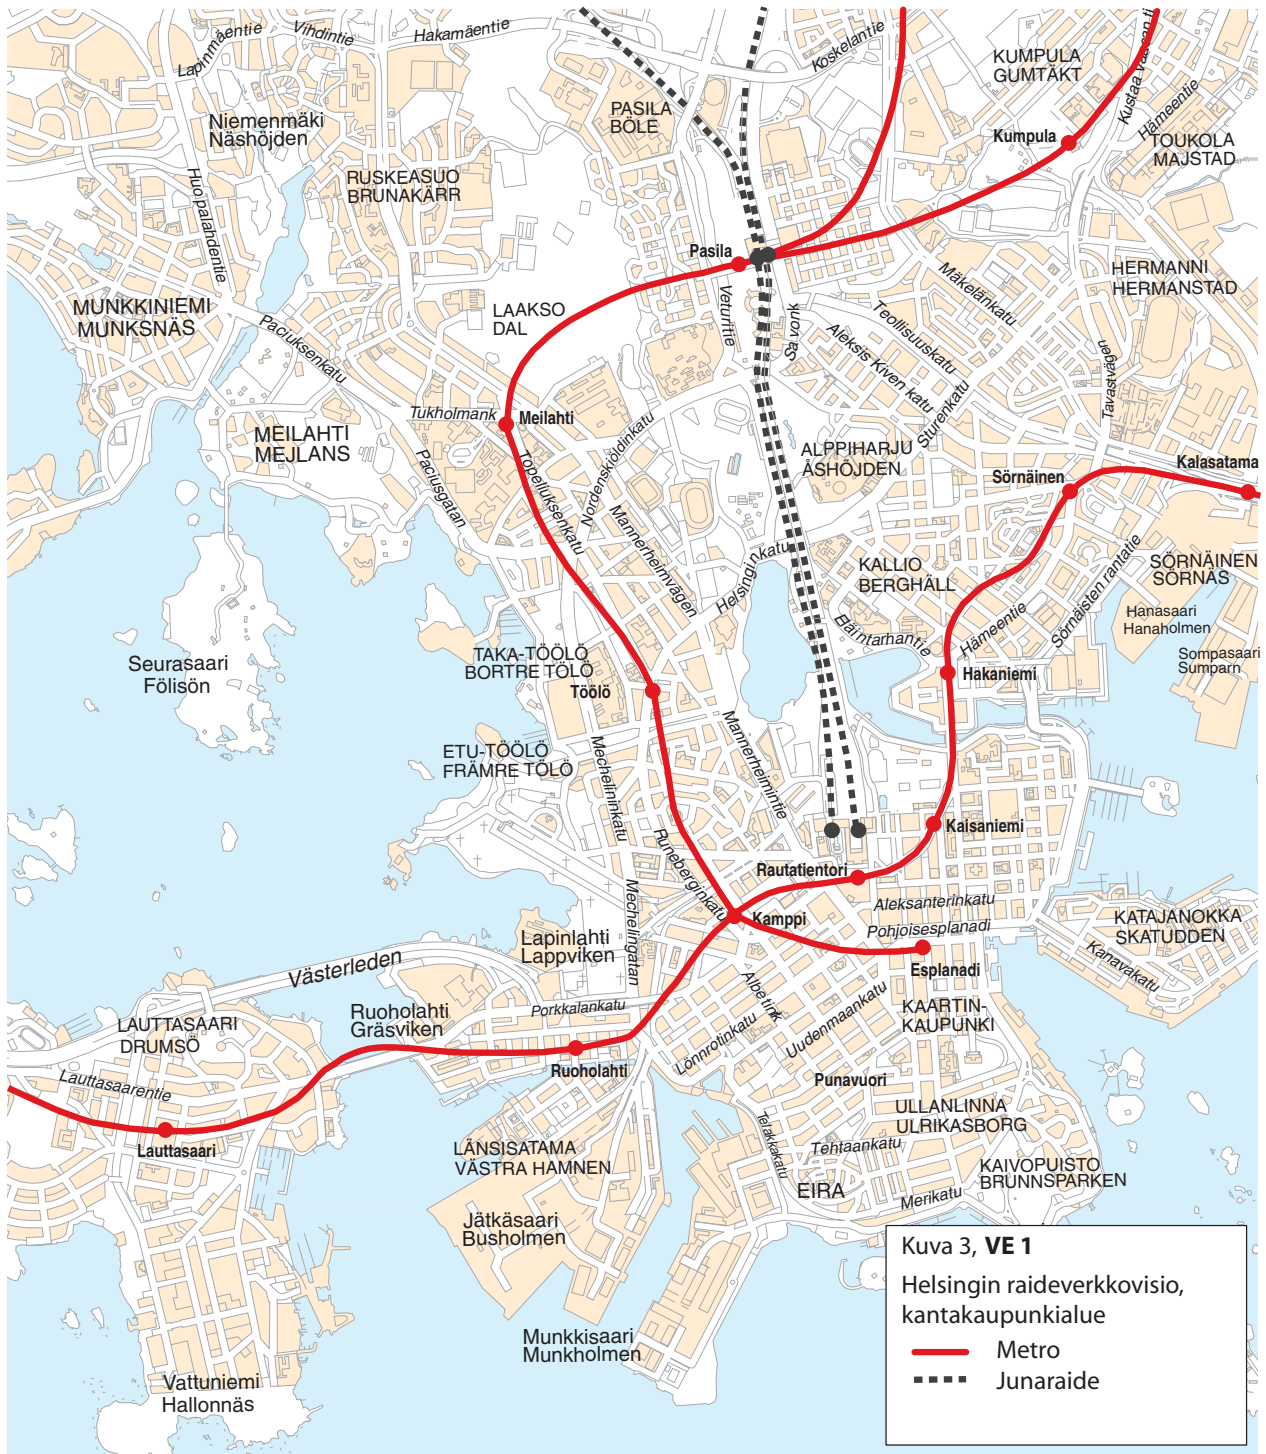 Lapinmäentie
Vihdintie
Hakamäentie
Koskelantie
KUMPULA
GUMTÄKT
Hämeentie
Niemenmäki
Näshöjden
PASILA
BÖLE
Kumpula
TOUKOLA
MAJSTAD
RUSKEASUO
BRUNAKÄRR
Huopalahdentie
Pasila
HERMANNI
HERMANSTAD
MUNKKINIEMI
MUNKSNÄS
LAAKSO
DAL
Veturitie
Mäkelänkatu
Paciuksenkatu
Teollisuuskatu
Aleksis Kiven katu
Tavastvägen
Sturenkatu
Tukholmank
Meilahti
MEILAHTI
MEJLANS
ALPPIHARJU
ÅSHÖJDEN
Nordenskiöldinkatu
Kalasatama
Sörnäinen
Paciusgatan
Topeliuksenkatu
Mannerheimvägen
Helsinginkatu
KALLIO
BERGHÄLL
SÖRNÄINEN
SÖRNÄS
Sörnäisten rantatie
Hanasaari
Hanaholmen
Eläintarhantie
Hämeentie
Seurasaari
Fölisön
TAKA-TÖÖLÖ
BORTRE TÖLÖ
Sompasaari
Sumparn
Töölö
Hakaniemi
ETU-TÖÖLÖ
FRÄMRE TÖLÖ
Mechelininkatu
Mannerheimintie
Kaisaniemi
Runeberginkatu
Rautatientori
Mechelingatan
Aleksanterinkatu
Kamppi
Pohjoisesplanadi
KATAJANOKKA
SKATUDDEN
Lapinlahti
Lappviken
Kanavakatu
Västerleden
Esplanadi
Albetink
Porkkalankatu
Ruoholahti
Gräsviken
KAARTIN-
KAUPUNKI
LAUTTASAARI
DRUMSÖ
Lönnrotinkatu
Uudenmaankatu
Ruoholahti
Lauttasaarentie
Punavuori
ULLANLINNA
ULRIKASBORG
Lauttasaari
LÄNSISATAMA
VÄSTRA HAMNEN
Telakkakatu
Tehtaankatu
KAIVOPUISTO
BRUNNSPARKEN
EIRA
Merikatu
Jätkäsaari
Busholmen
Munkkisaari
Munkholmen
Vattuniemi
Hallonnäs
Kuva 3, VE 1
Helsingin raideverkkovisio,
kantakaupunkialue
Metro
Junaraide